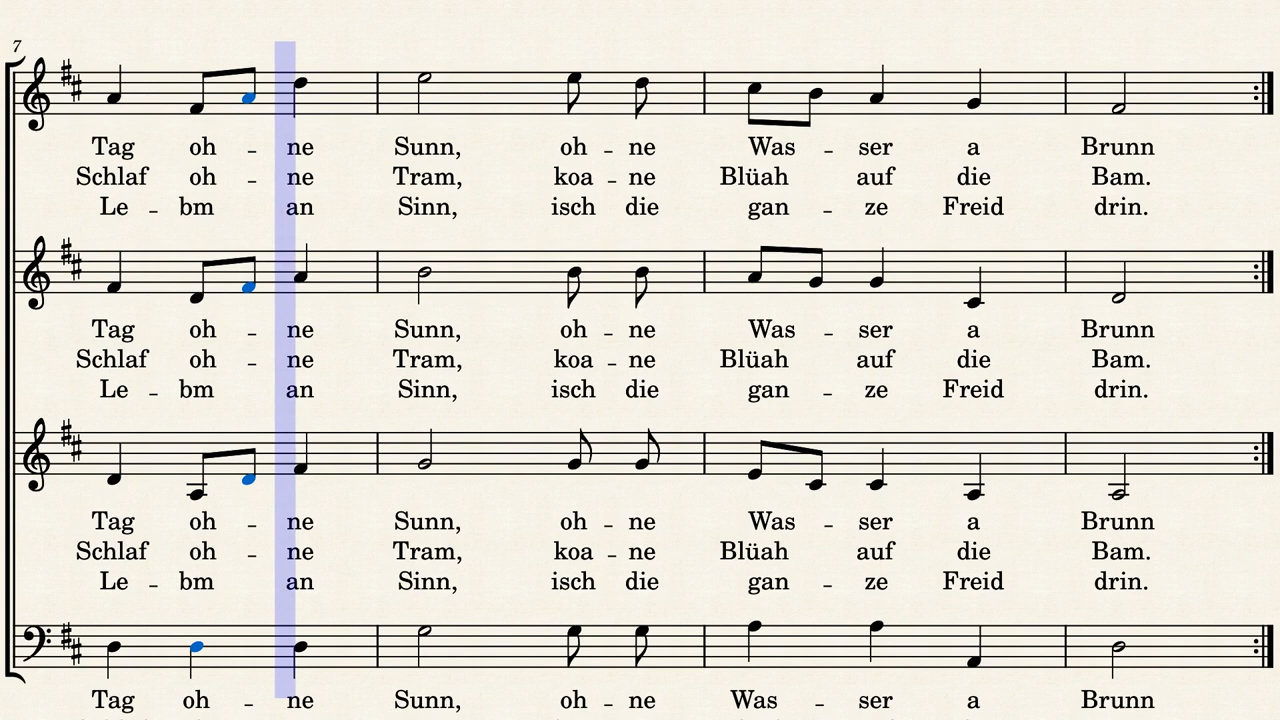 7
Tag oh - ne Sunn, oh - ne Was - ser a Brunn
Schlaf oh - ne Tram, koa - ne Blüah auf die Bam.
Le - bm an Sinn, isch die gan - ze Freid drin.
Tag oh - ne Sunn, oh - ne Was - ser a Brunn
Schlaf oh - ne Tram, koa - ne Blüah auf die Bam.
Le - bm an Sinn, isch die gan - ze Freid drin.
Tag oh - ne Sunn, oh - ne Was - ser a Brunn
Schlaf oh - ne Tram, koa - ne Blüah auf die Bam.
Le - bm an Sinn, isch die gan - ze Freid drin.
Tag oh - ne Sunn, oh - ne Was - ser a Brunn